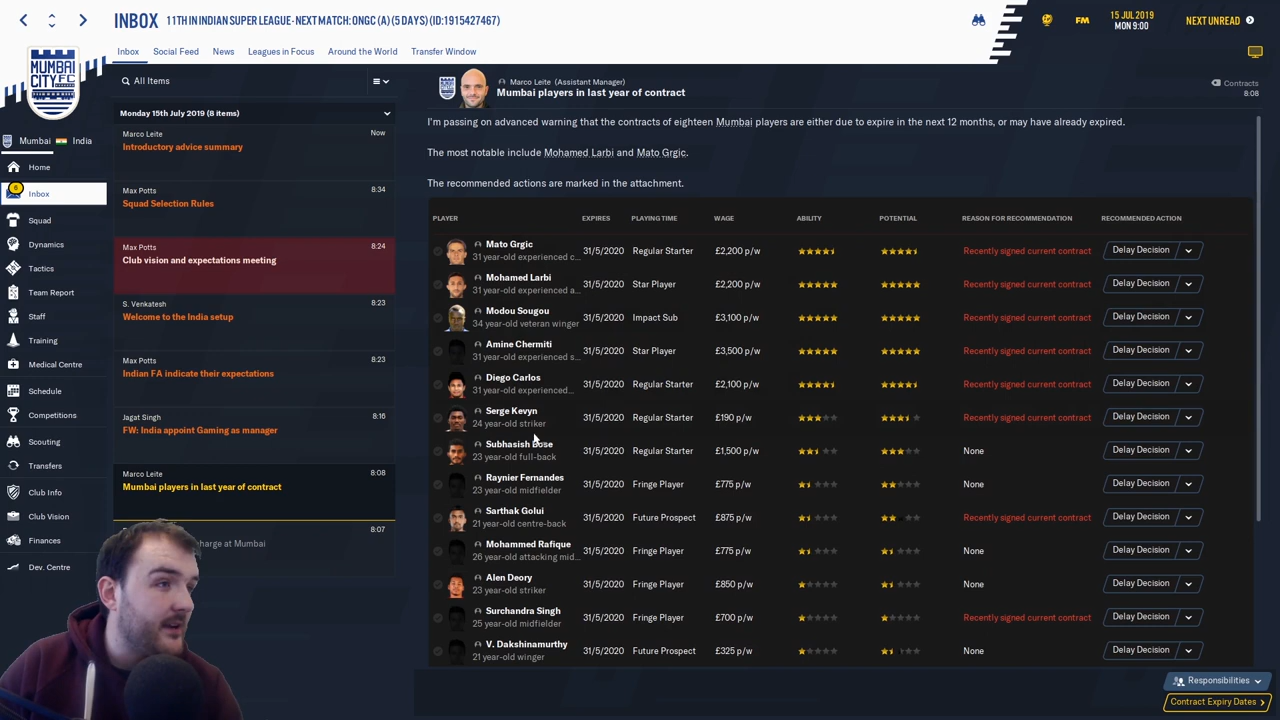 INBOX
11TH IN INDIAN SUPER LEAGUE - NEXT MATCH: ONGC (A) (5 DAYS) (ID:1915427467)
FM
15 JUL 2019
MON 9:00
NEXT UNREAD
Inbox Social Feed News Leagues in Focus Around the World Transfer Window
MUMBAI
CITY FC
Mumbai India
6
Home
Inbox
Squad
Dynamics
Tactics
Team Report
Staff
Training
Medical Centre
Schedule
Competitions
Scouting
Transfers
Club Info
Club Vision
Finances
Dev. Centre
All Items
Monday 15th July 2019 (8 items)
Marco Leite Now
Introductory advice summary
Max Potts 8:34
Squad Selection Rules
Max Potts 8:24
Club vision and expectations meeting
S. Venkatesh 8:23
Welcome to the India setup
Max Potts 8:23
Indian FA indicate their expectations
Jagat Singh 8:16
FW: India appoint Gaming as manager
Marco Leite 8:08
Mumbai players in last year of contract
8:07
charge at Mumbai
Marco Leite (Assistant Manager)
Mumbai players in last year of contract
Contracts
8:08
I'm passing on advanced warning that the contracts of eighteen Mumbai players are either due to expire in the next 12 months, or may have already expired.
The most notable include Mohamed Larbi and Mato Grgic.
The recommended actions are marked in the attachment.
PLAYER EXPIRES PLAYING TIME WAGE ABILITY POTENTIAL REASON FOR RECOMMENDATION RECOMMENDED ACTION
Mato Grgic
31 year-old experienced c... 31/5/2020 Regular Starter £2,200 p/w Recently signed current contract Delay Decision
Mohamed Larbi
31 year-old experienced a... 31/5/2020 Star Player £2,200 p/w Recently signed current contract Delay Decision
Modou Sougou
34 year-old veteran winger 31/5/2020 Impact Sub £3,100 p/w Recently signed current contract Delay Decision
Amine Chermiti
31 year-old experienced s... 31/5/2020 Star Player £3,500 p/w Recently signed current contract Delay Decision
Diego Carlos
31 year-old experienced... 31/5/2020 Regular Starter £2,100 p/w Recently signed current contract Delay Decision
Serge Kevyn
24 year-old striker 31/5/2020 Regular Starter £190 p/w Recently signed current contract Delay Decision
Subhasish Bose
23 year-old full-back 31/5/2020 Regular Starter £1,500 p/w None Delay Decision
Raynier Fernandes
23 year-old midfielder 31/5/2020 Fringe Player £775 p/w None Delay Decision
Sarthak Golui
21 year-old centre-back 31/5/2020 Future Prospect £875 p/w Recently signed current contract Delay Decision
Mohammed Rafique
26 year-old attacking mid... 31/5/2020 Fringe Player £775 p/w None Delay Decision
Alen Deory
23 year-old striker 31/5/2020 Fringe Player £850 p/w None Delay Decision
Surchandra Singh
25 year-old midfielder 31/5/2020 Fringe Player £700 p/w Recently signed current contract Delay Decision
V. Dakshinamurthy
21 year-old winger 31/5/2020 Future Prospect £325 p/w None Delay Decision
Responsibilities
Contract Expiry Dates